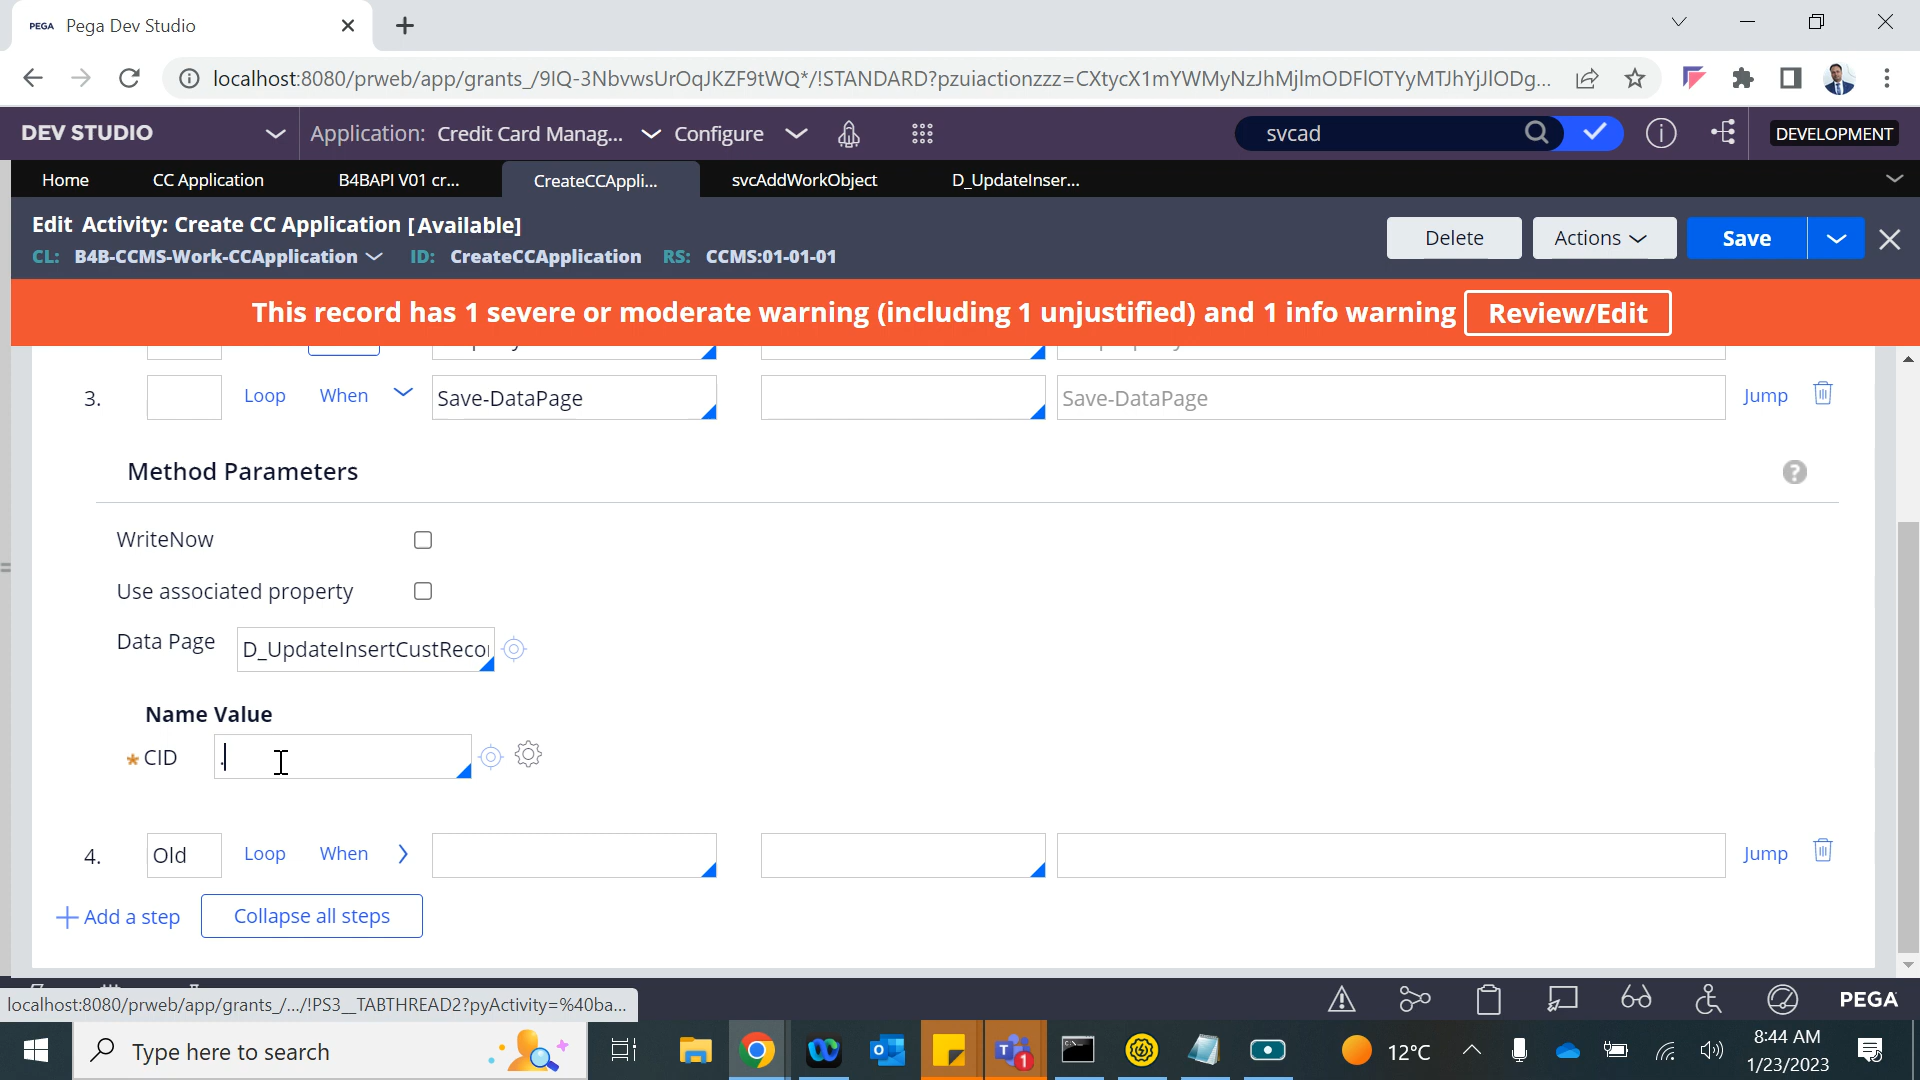 PEGA Pega Dev Studio
localhost:8080/prweb/app/grants_/9IQ-3NbvwsUrOqJKZF9tWQ*/!STANDARD?pzuiactionzzz=CXtycX1mYWMyNzJhMjlmODFlOTYyMTJhYjJlODg...
DEV STUDIO Application: Credit Card Manag... Configure svcad DEVELOPMENT
Home CC Application B4BAPI V01 cr... CreateCCAppli... svcAddWorkObject D_UpdateInser...
Edit Activity: Create CC Application [Available] Delete Actions Save
CL: B4B-CCMS-Work-CCApplication ID: CreateCCApplication RS: CCMS:01-01-01
This record has 1 severe or moderate warning (including 1 unjustified) and 1 info warning Review/Edit
3. Loop When Save-DataPage Save-DataPage Jump
Method Parameters ?
WriteNow
Use associated property
Data Page D_UpdateInsertCustRecor
Name Value
* CID .
4. Old Loop When Jump
+ Add a step Collapse all steps
localhost:8080/prweb/app/grants_/.../!PS3__TABTHREAD2?pyActivity=%40ba... PEGA
Type here to search 1 12°C 8:44 AM
1/23/2023